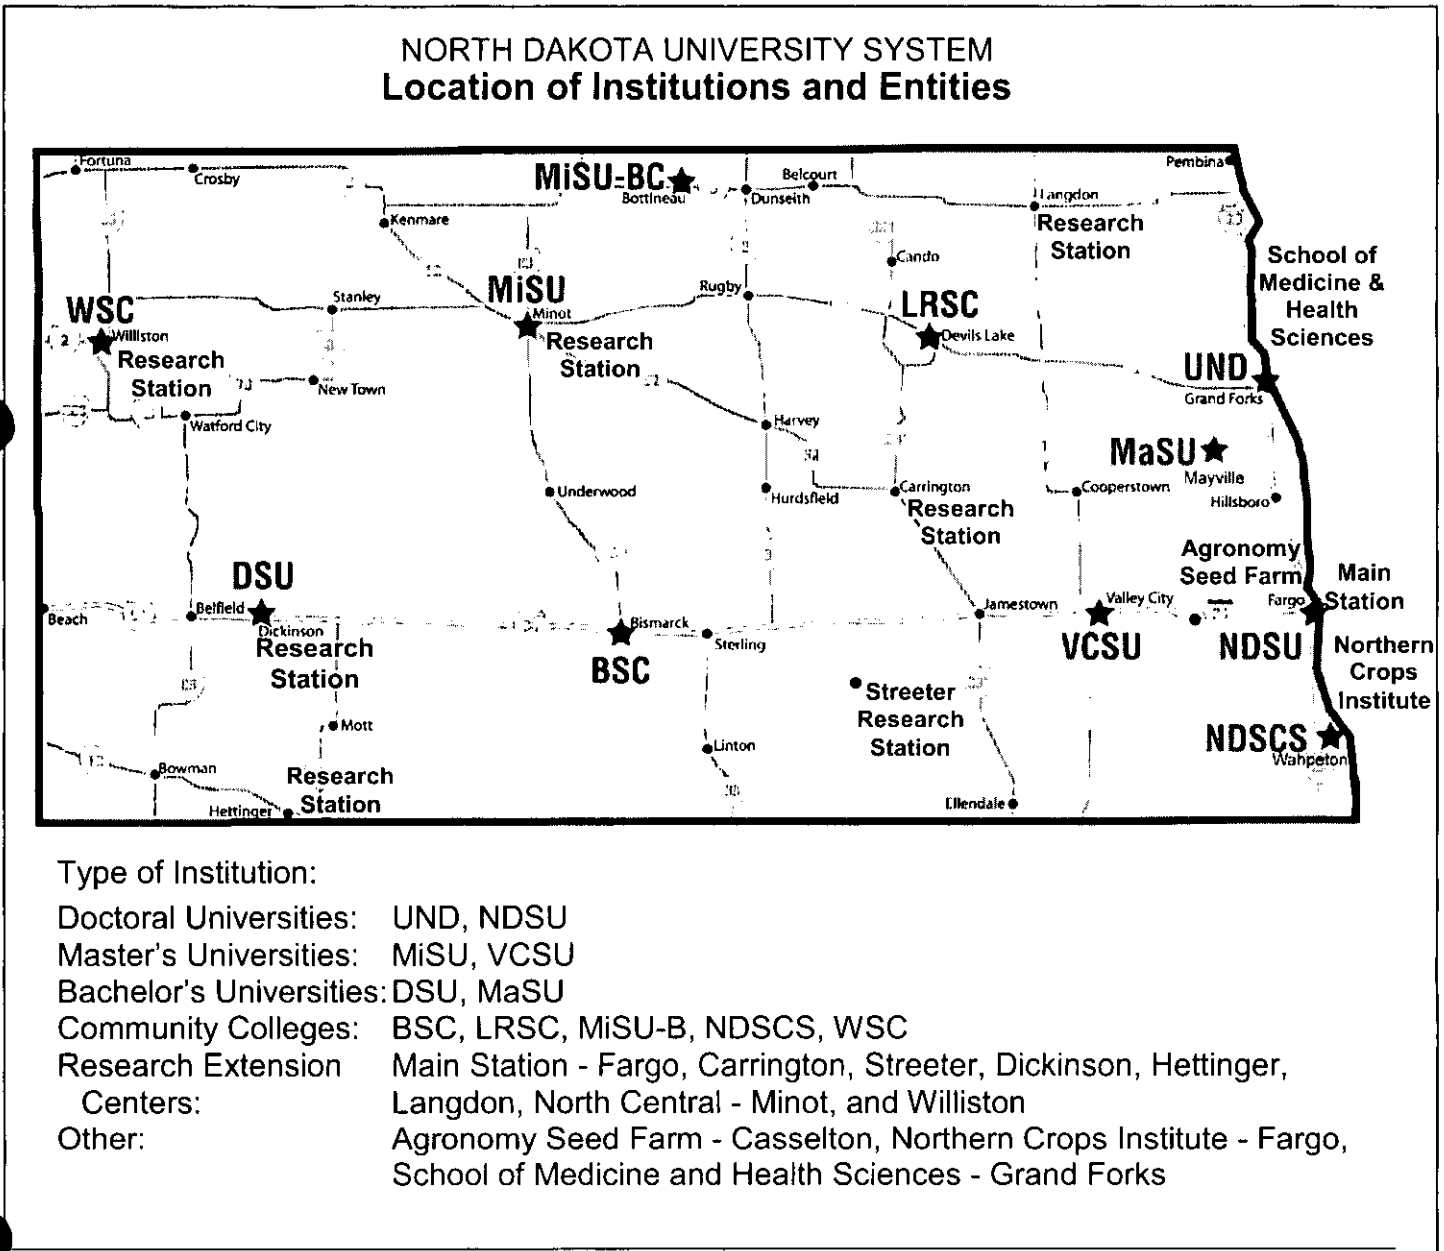 NORTH DAKOTA UNIVERSITY SYSTEM
Location of Institutions and Entities
Fortuna
Crosby
MiSU-BC
Bottineau
Belcourt
Dunseith
Pembina
Langdon
Research
Station
Kenmare
Cando
School of
Medicine &
Health
Sciences
WSC
Williston
2
Research
Station
Stanley
MiSU
Minot
Research
Station
Rugby
LRSC
Devils Lake
UND
Grand Forks
New Town
Watford City
52
Harvey
MaSU
Mayville
Hillsboro
Underwood
Hurdsfield
Carrington
Research
Station
Cooperstown
Agronomy
Seed Farm
Main
Station
Fargo
DSU
Beach
Belfield
Dickinson
Research
Station
Bismarck
BSC
Sterling
Jamestown
Valley City
VCSU
NDSU
Northern
Crops
Institute
Streeter
Research
Station
Mott
Linton
NDSCS
Wahpeton
12
Bowman
Research
Station
Hettinger
Ellendale
Type of Institution:
Doctoral Universities: UND, NDSU
Master's Universities: MiSU, VCSU
Bachelor's Universities: DSU, MaSU
Community Colleges: BSC, LRSC, MiSU-B, NDSCS, WSC
Research Extension Main Station - Fargo, Carrington, Streeter, Dickinson, Hettinger,
Centers: Langdon, North Central - Minot, and Williston
Other: Agronomy Seed Farm - Casselton, Northern Crops Institute - Fargo,
School of Medicine and Health Sciences - Grand Forks